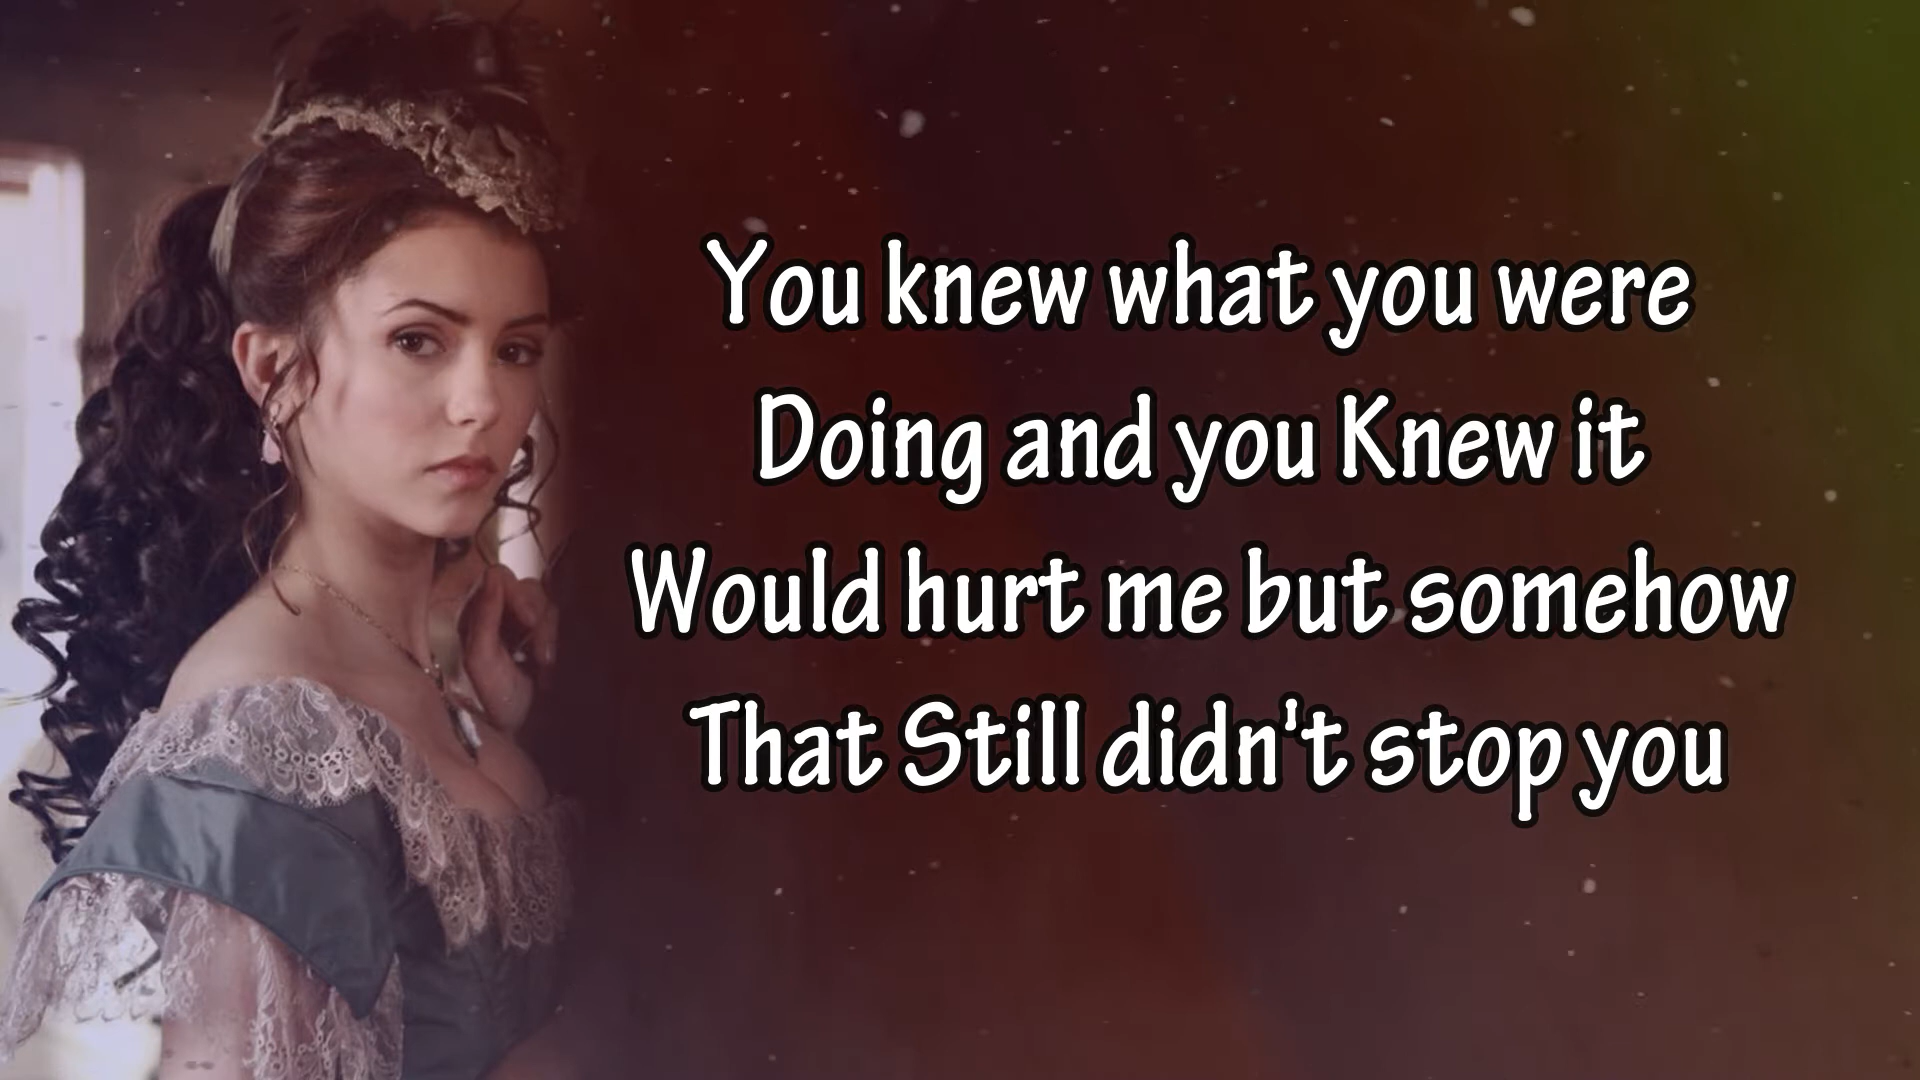 You knew what you were
Doing and you Knew it
Would hurt me but somehow
That Still didn't stop you